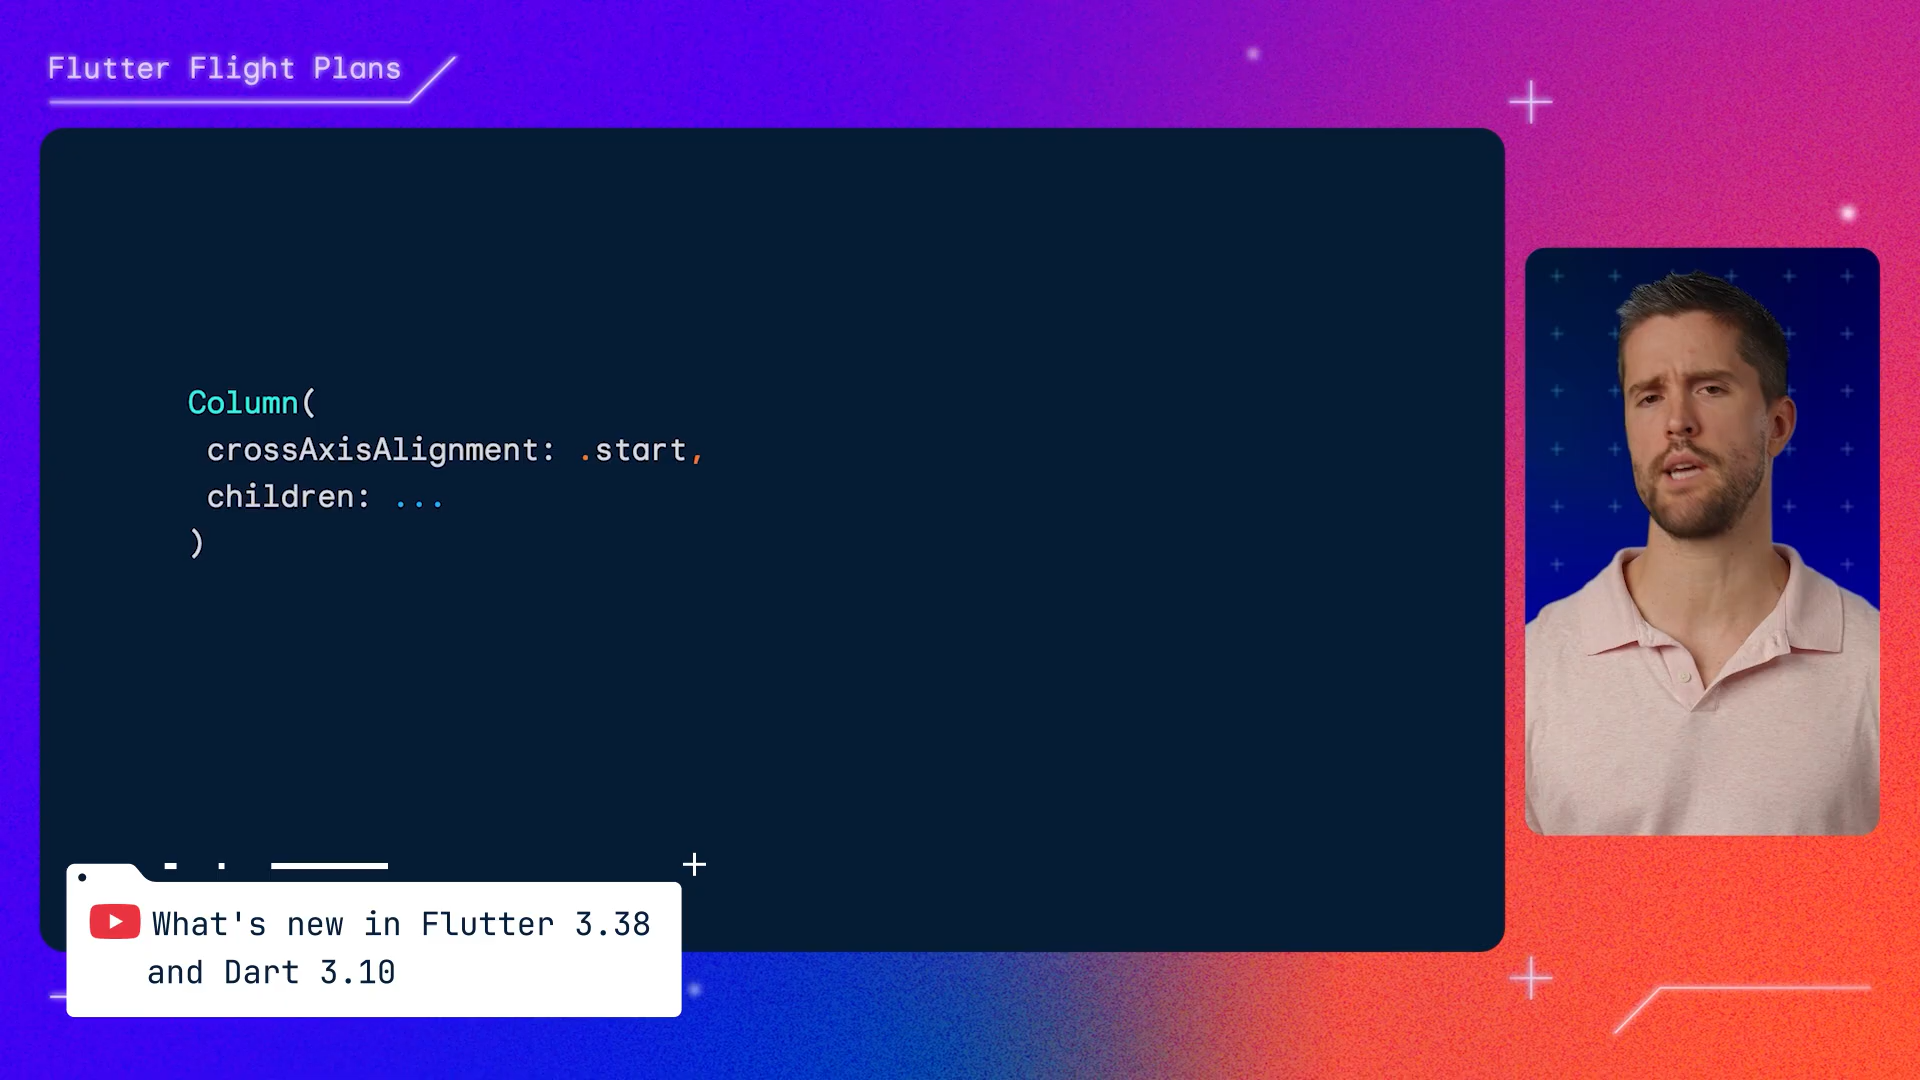 Flutter Flight Plans
Column(
crossAxisAlignment: .start,
children: ...
)
What's new in Flutter 3.38
and Dart 3.10